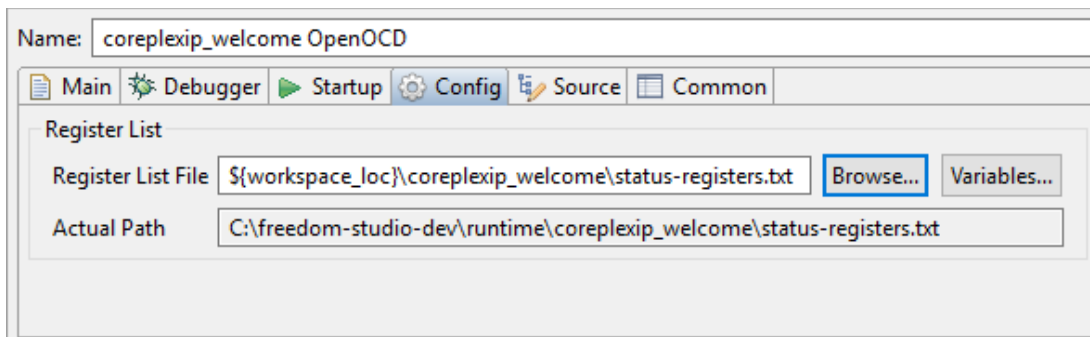 Name: coreplexip_welcome OpenOCD
Main Debugger Startup Config Source Common
Register List
Register List File ${workspace_loc}\coreplexip_welcome\status-registers.txt Browse... Variables...
Actual Path C:\freedom-studio-dev\runtime\coreplexip_welcome\status-registers.txt